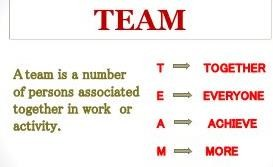 TEAM
A team is a number
of persons associated
together in work or
activity.
T ⇒ TOGETHER
E ⇒ EVERYONE
A ⇒ ACHIEVE
M ⇒ MORE